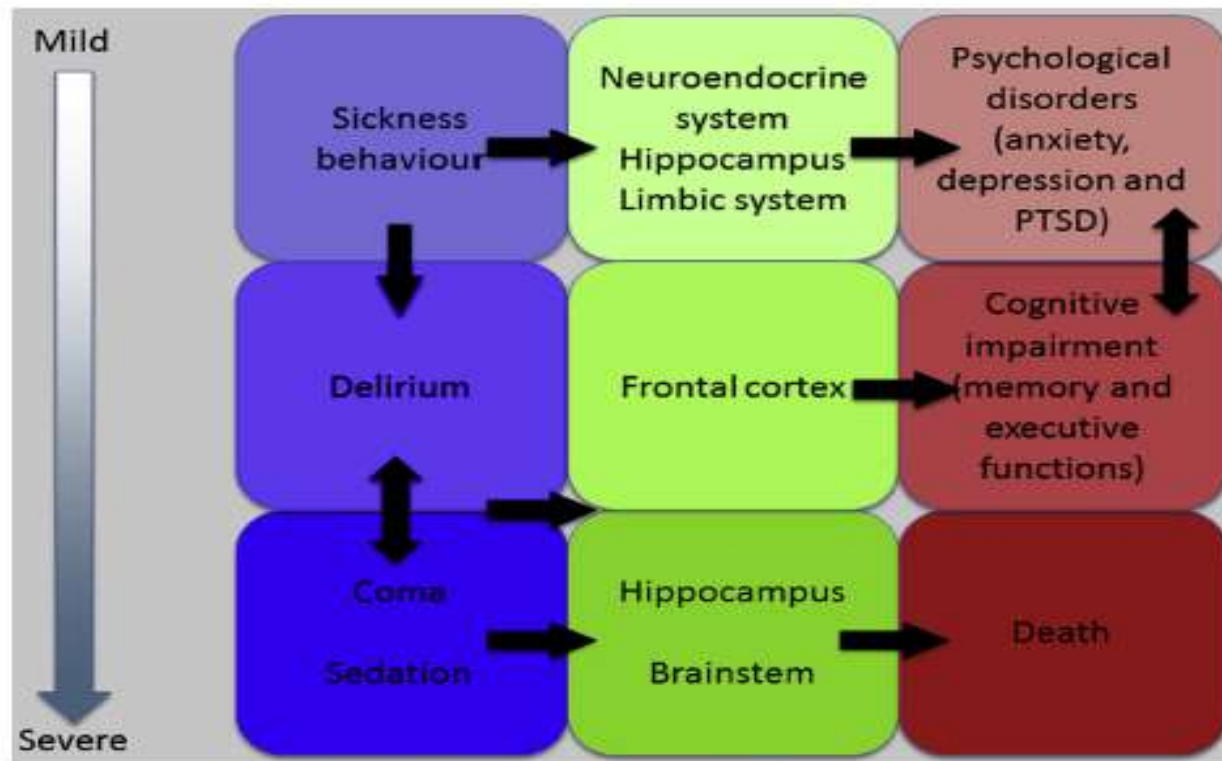 Mild
Sickness
behaviour
Neuroendocrine
system
Hippocampus
Limbic system
Psychological
disorders
(anxiety,
depression and
PTSD)
Delirium
Frontal cortex
Cognitive
impairment
(memory and
executive
functions)
Coma
Sedation
Hippocampus
Brainstem
Death
Severe